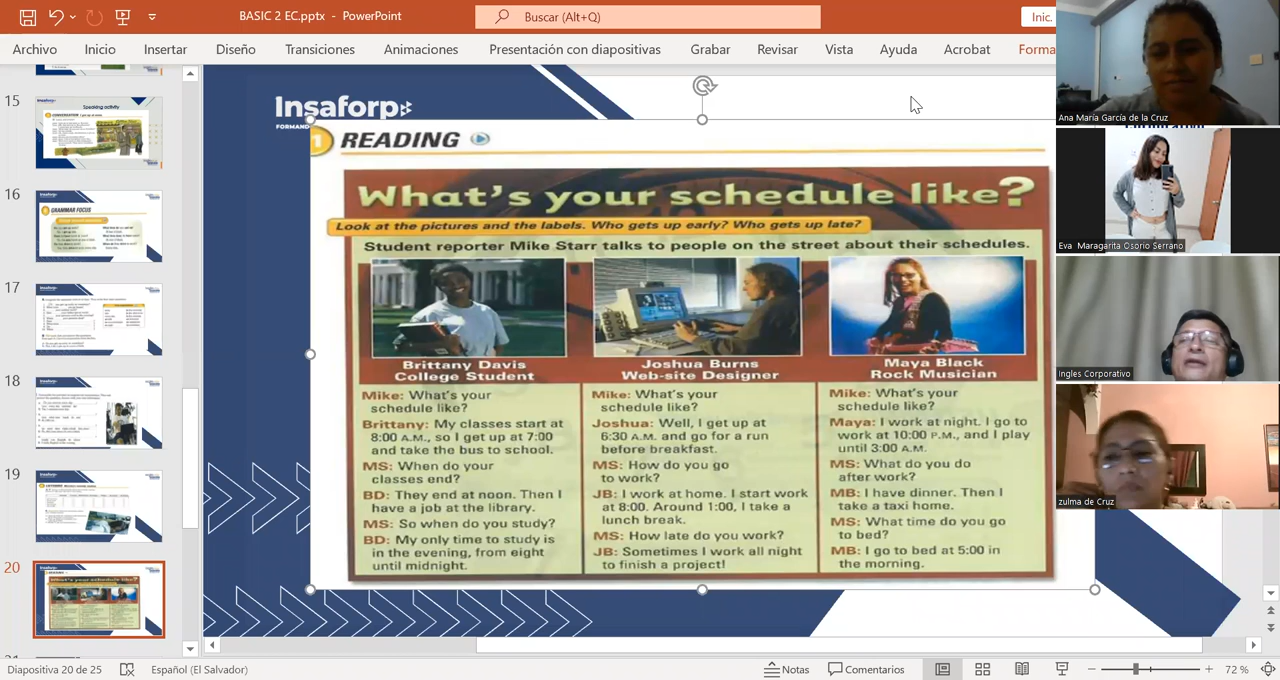 BASIC 2 EC.pptx - PowerPoint
Buscar (Alt+Q)
Inic.
Archivo Inicio Insertar Diseño Transiciones Animaciones Presentación con diapositivas Grabar Revisar Vista Ayuda Acrobat Forma
15
Speaking activity
16
GRAMMAR FOCUS
17
18
19
20
Insaforp
READING
What's your schedule like?
Look at the pictures and the labels. Who gets up early? Who gets up late?
Student reporter Mike Starr talks to people on the street about their schedules.
Brittany Davis
College Student
Mike: What's your
schedule like?
Brittany: My classes start at
8:00 A.M., so I get up at 7:00
and take the bus to school.
MS: When do your
classes end?
BD: They end at noon. Then I
have a job at the library.
MS: So when do you study?
BD: My only time to study is
in the evening, from eight
until midnight.
Joshua Burns
Web-site Designer
Mike: What's your
schedule like?
Joshua: Well, I get up at
6:30 A.M. and go for a run
before breakfast.
MS: How do you go
to work?
JB: I work at home. I start work
at 8:00. Around 1:00, I take a
lunch break.
MS: How late do you work?
JB: Sometimes I work all night
to finish a project!
Maya Black
Rock Musician
Mike: What's your
schedule like?
Maya: I work at night. I go to
work at 10:00 P.M., and I play
until 3:00 A.M.
MS: What do you do
after work?
MB: I have dinner. Then I
take a taxi home.
MS: What time do you go
to bed?
MB: I go to bed at 5:00 in
the morning.
Ana María García de la Cruz
Eva Maragarita Osorio Serrano
Ingles Corporativo
zulma de Cruz
Diapositiva 20 de 25 Español (El Salvador) Notas Comentarios 72 %